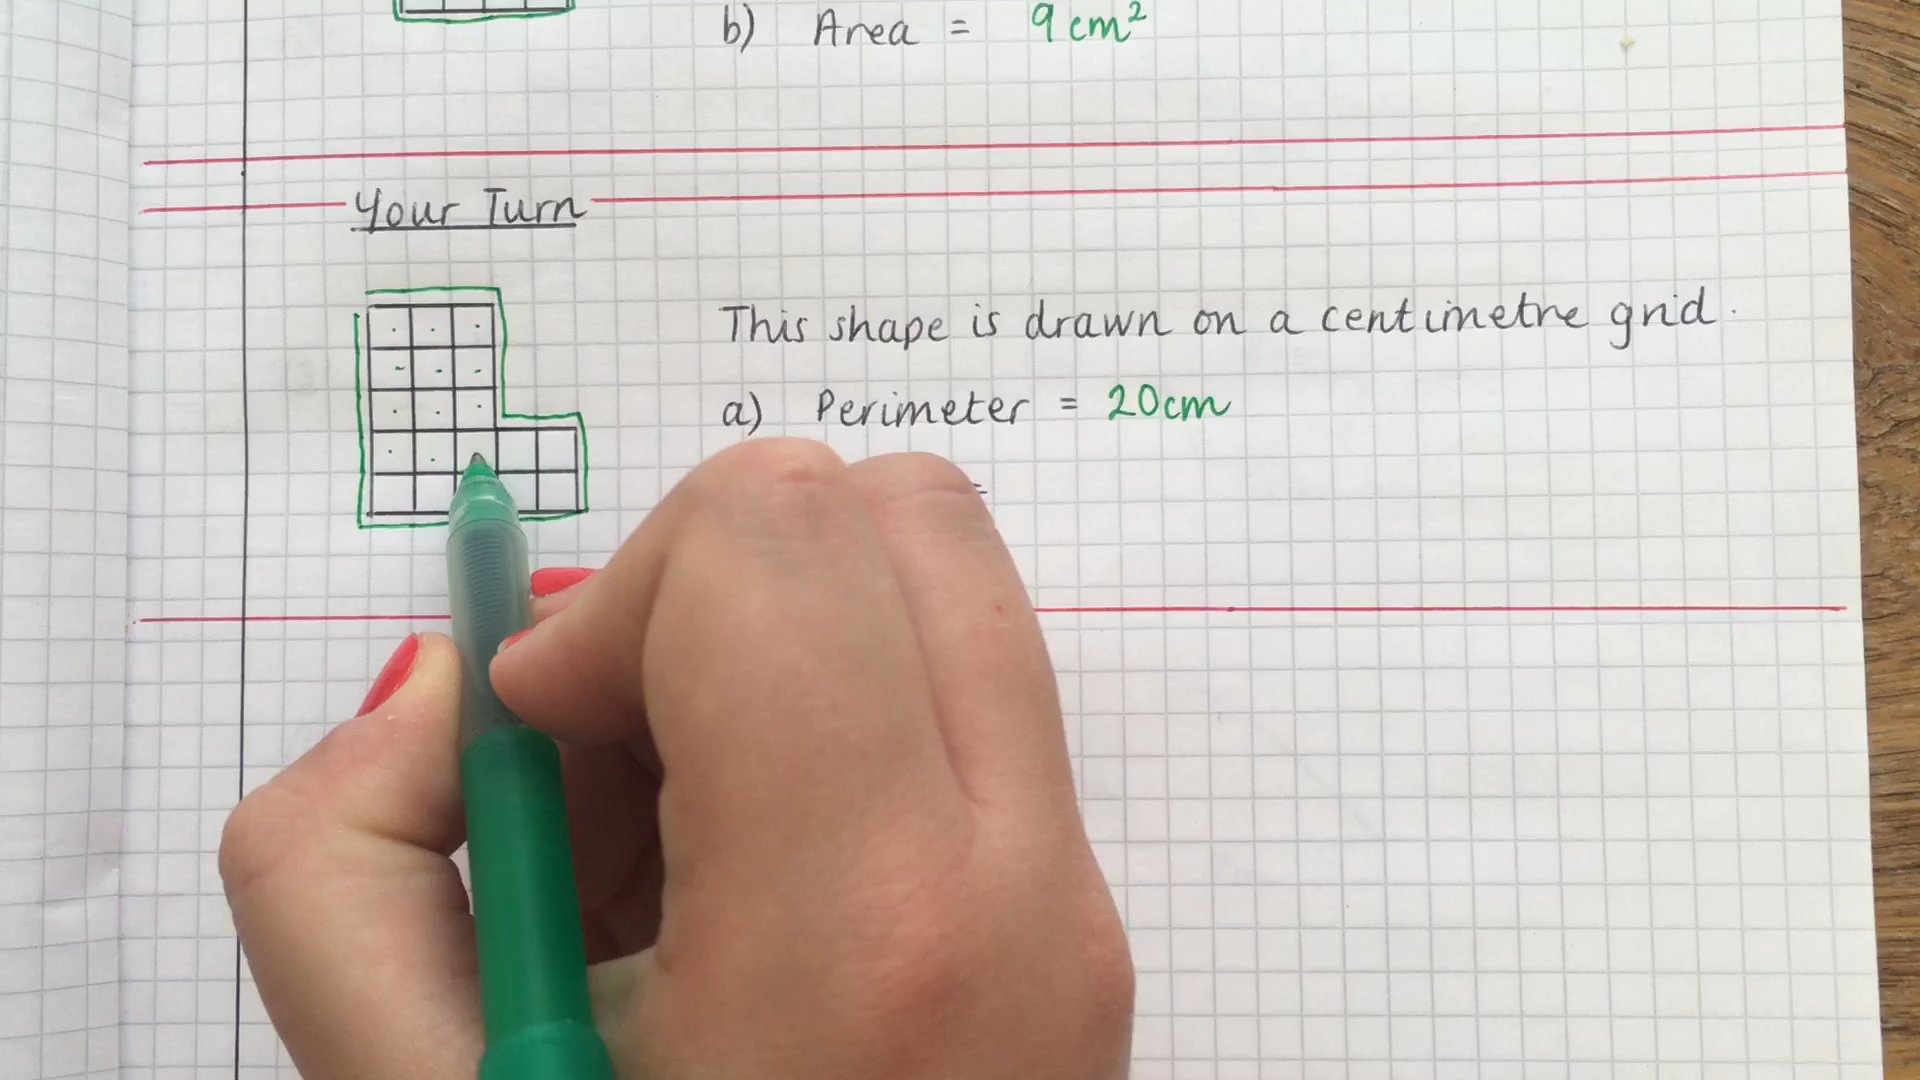 b) Area = 9cm²
Your Turn
This shape is drawn on a centimetre grid.
a) Perimeter = 20cm
=